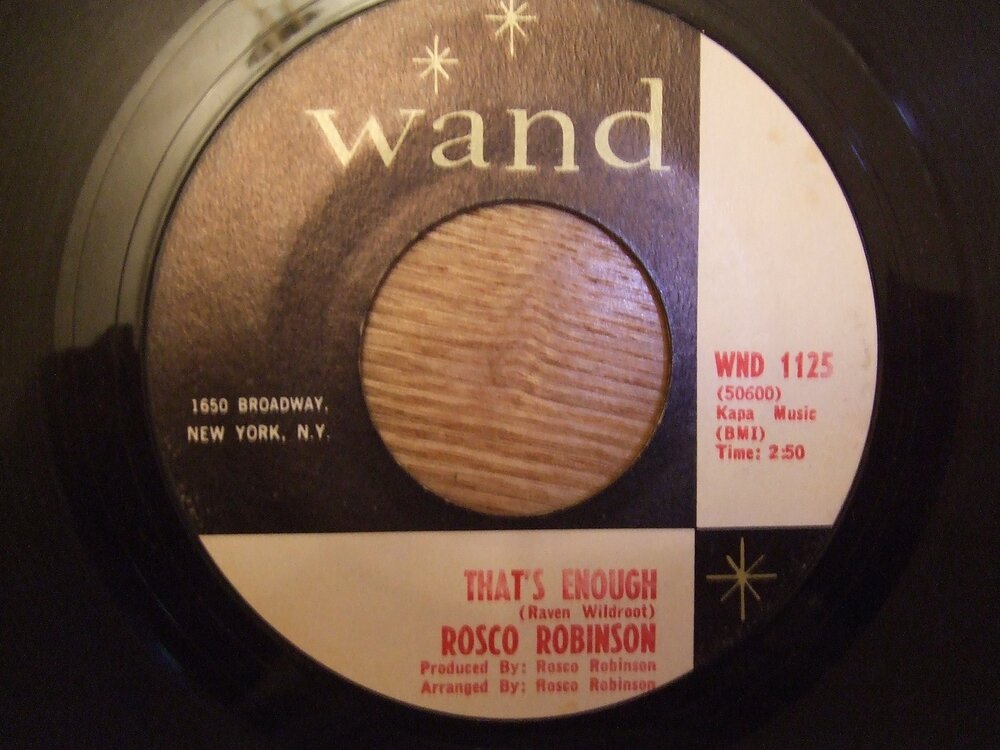 wand
1650 BROADWAY,
NEW YORK, N.Y.
WND 1125
(50600)
Kapa Music
(BMI)
Time: 2:50
THAT'S ENOUGH
(Raven Wildroot)
ROSCO ROBINSON
Produced By: Rosco Robinson
Arranged By: Rosco Robinson